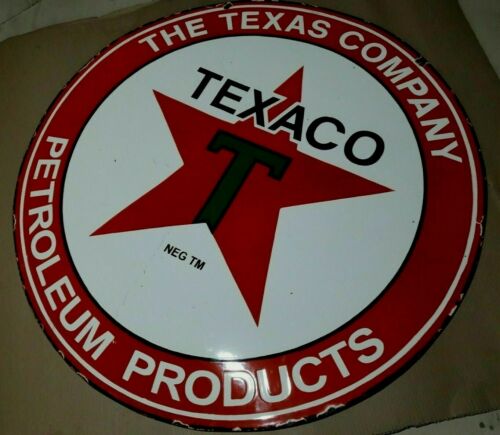 THE TEXAS COMPANY
TEXACO
T
NEG TM
PETROLEUM PRODUCTS